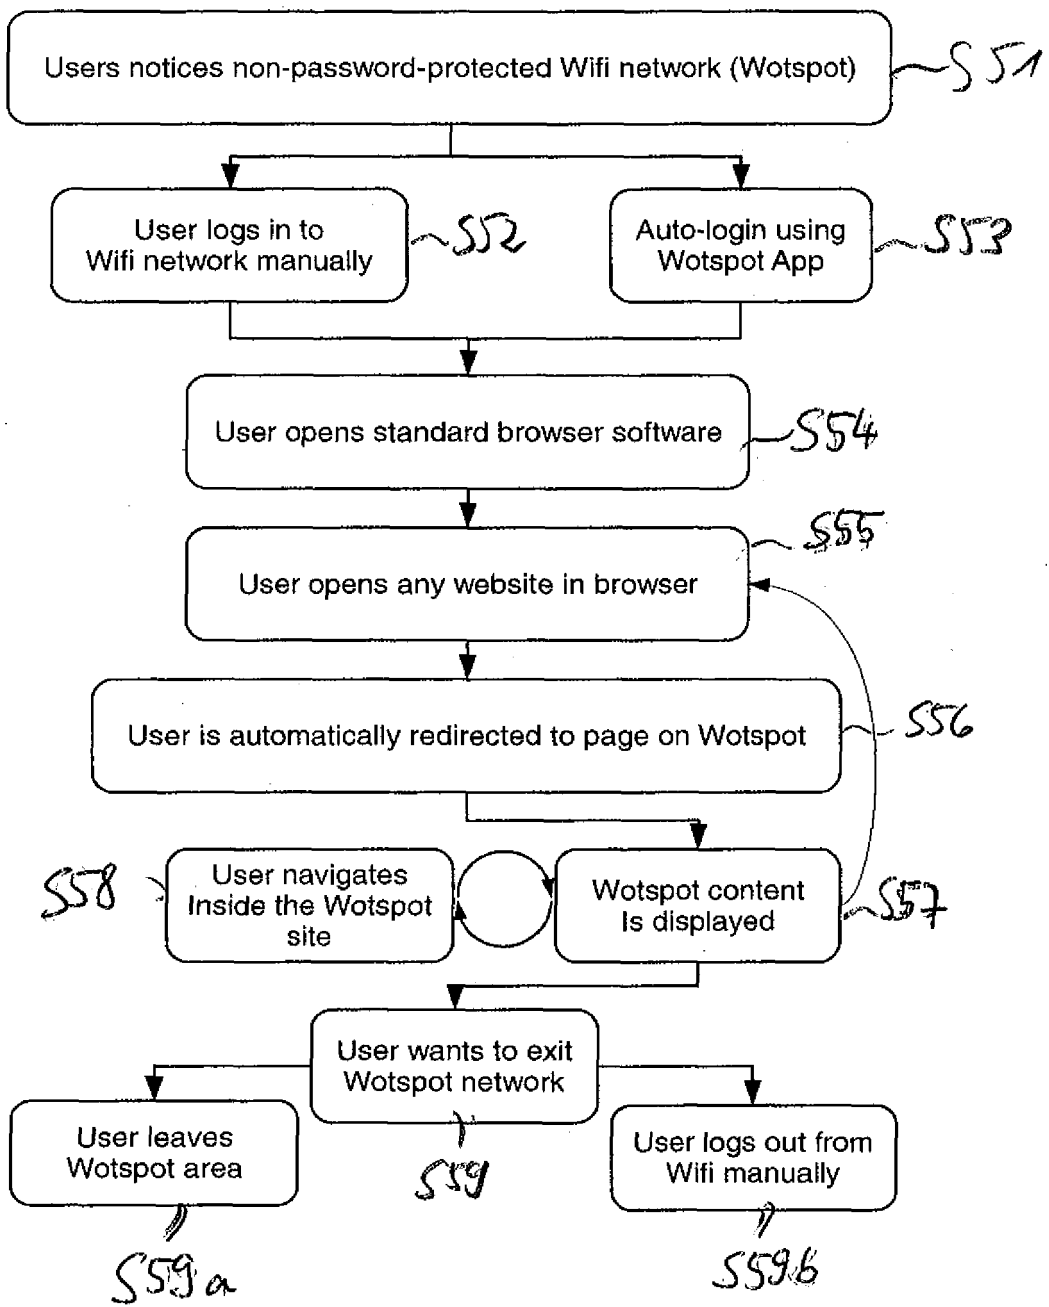 Users notices non-password-protected Wifi network (Wotspot)
S51
User logs in to
Wifi network manually
S52
Auto-login using
Wotspot App
S53
User opens standard browser software
S54
User opens any website in browser
S55
User is automatically redirected to page on Wotspot
S56
S58
User navigates
Inside the Wotspot
site
Wotspot content
Is displayed
S57
User wants to exit
Wotspot network
S59
User leaves
Wotspot area
S59a
User logs out from
Wifi manually
S59b